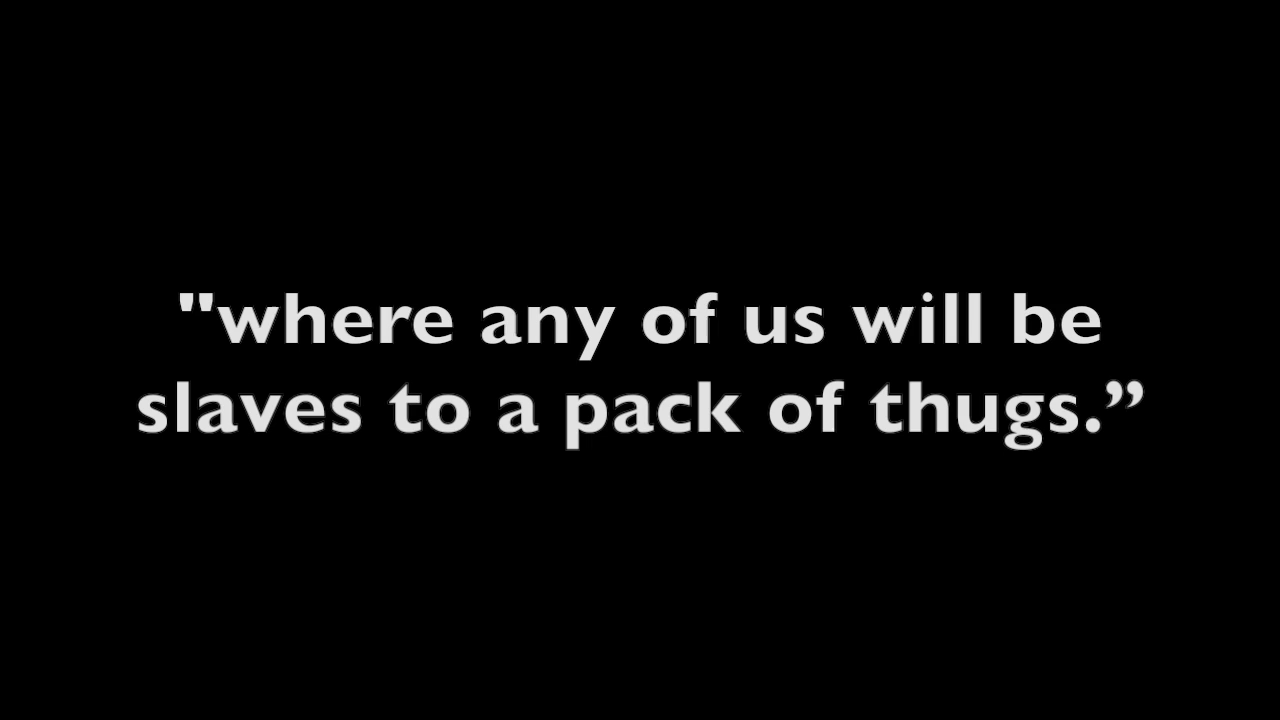 "where any of us will be
slaves to a pack of thugs.”